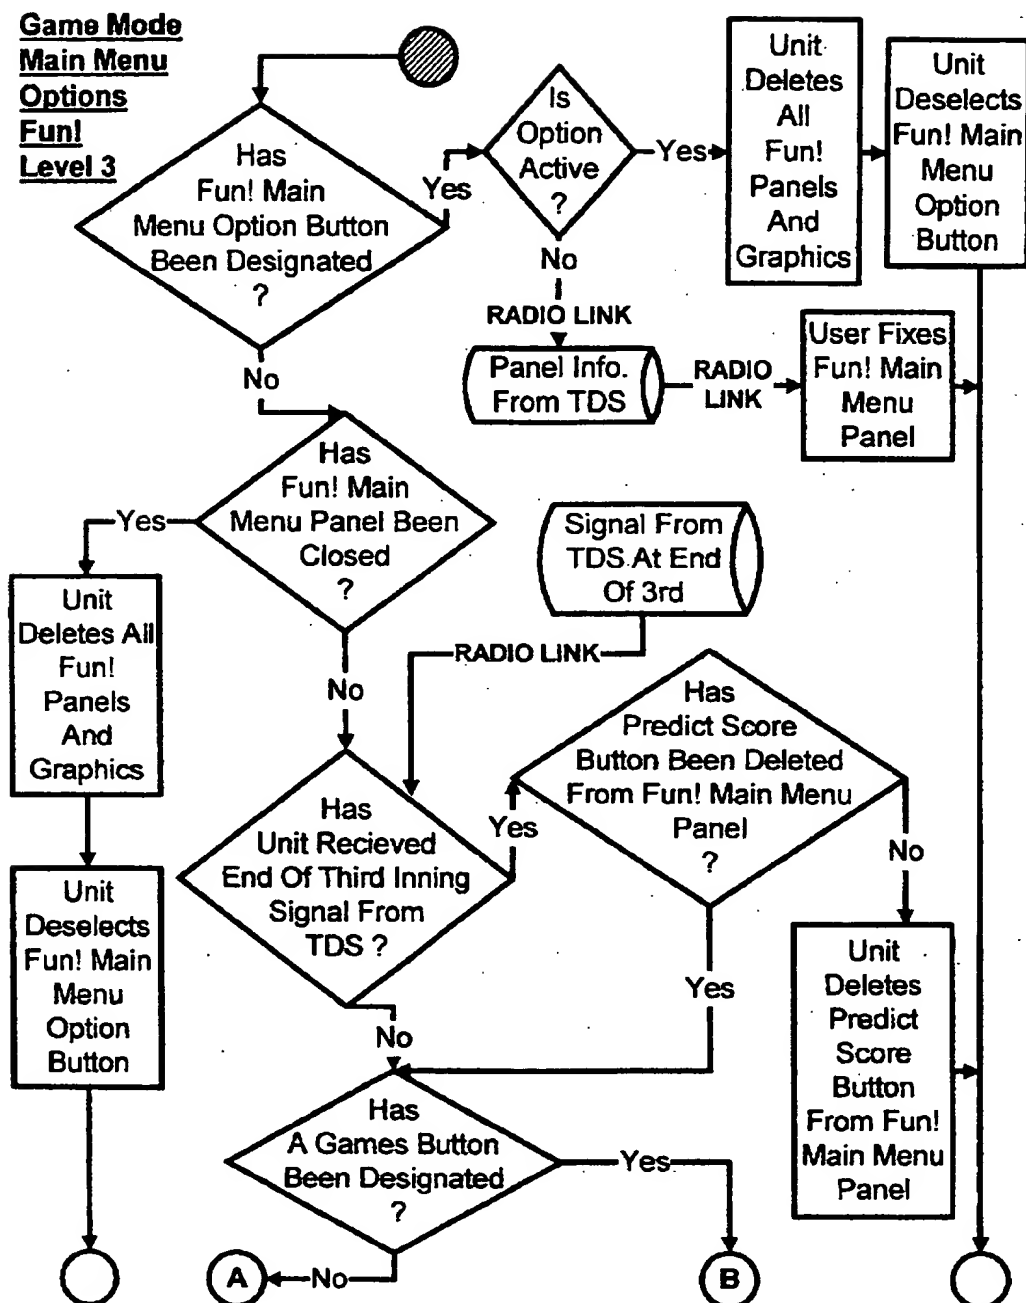 Game Mode
Main Menu
Options
Fun!
Level 3
Has
Fun! Main
Menu Option Button
Been Designated
?
Yes
Is
Option
Active
?
Yes
Unit
Deletes
All
Fun!
Panels
And
Graphics
Unit
Deselects
Fun! Main
Menu
Option
Button
No
RADIO LINK
Panel Info.
From TDS
RADIO
LINK
User Fixes
Fun! Main
Menu
Panel
No
Has
Fun! Main
Menu Panel Been
Closed
?
Yes
Unit
Deletes All
Fun!
Panels
And
Graphics
Unit
Deselects
Fun! Main
Menu
Option
Button
No
Signal From
TDS At End
Of 3rd
RADIO LINK
Has
Unit Recieved
End Of Third Inning
Signal From
TDS ?
Yes
Has
Predict Score
Button Been Deleted
From Fun! Main Menu
Panel
?
No
Unit
Deletes
Predict
Score
Button
From Fun!
Main Menu
Panel
Yes
No
Has
A Games Button
Been Designated
?
Yes
No
A
B